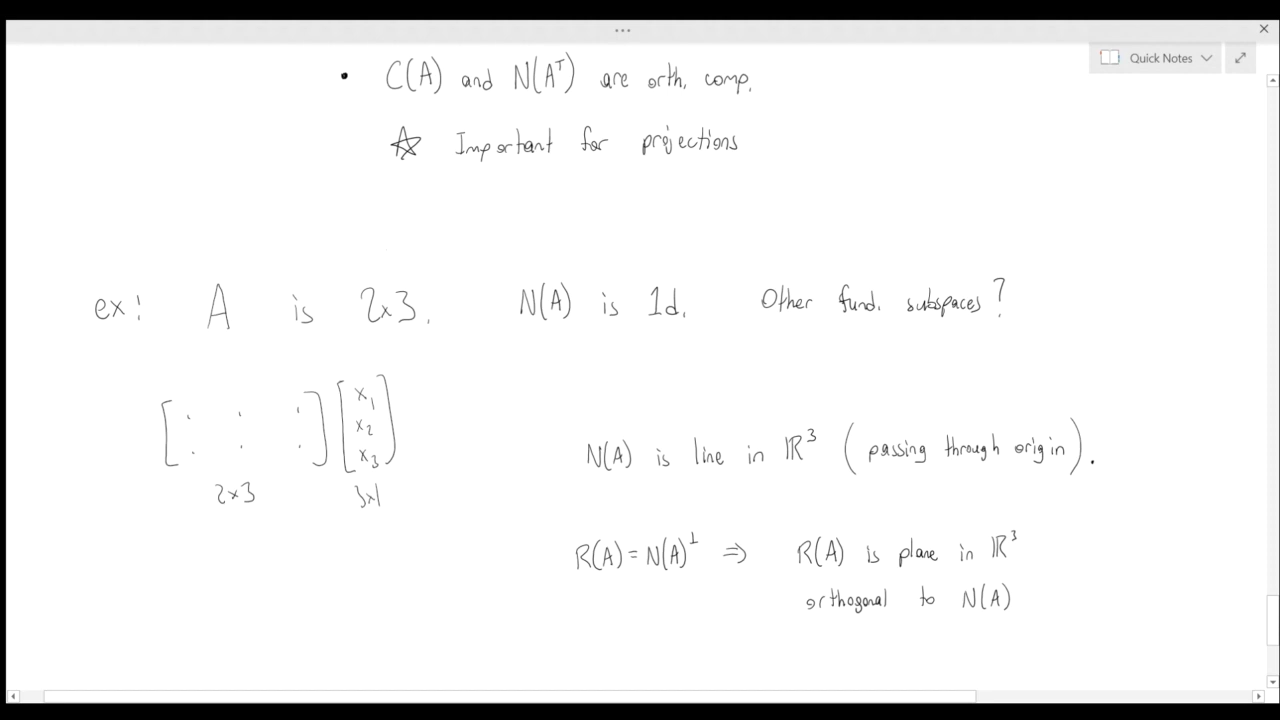 Quick Notes
• C(A) and N(Aᵀ) are orth. comp.
☆ Important for projections
ex: A is 2x3. N(A) is 1d. Other fund. subspaces?
[⋮ ⋮ ⋮] [x₁ x₂ x₃]
2x3 3x1
N(A) is line in ℝ³ (passing through origin).
R(A) = N(A)^⊥ ⇒ R(A) is plane in ℝ³
orthogonal to N(A)